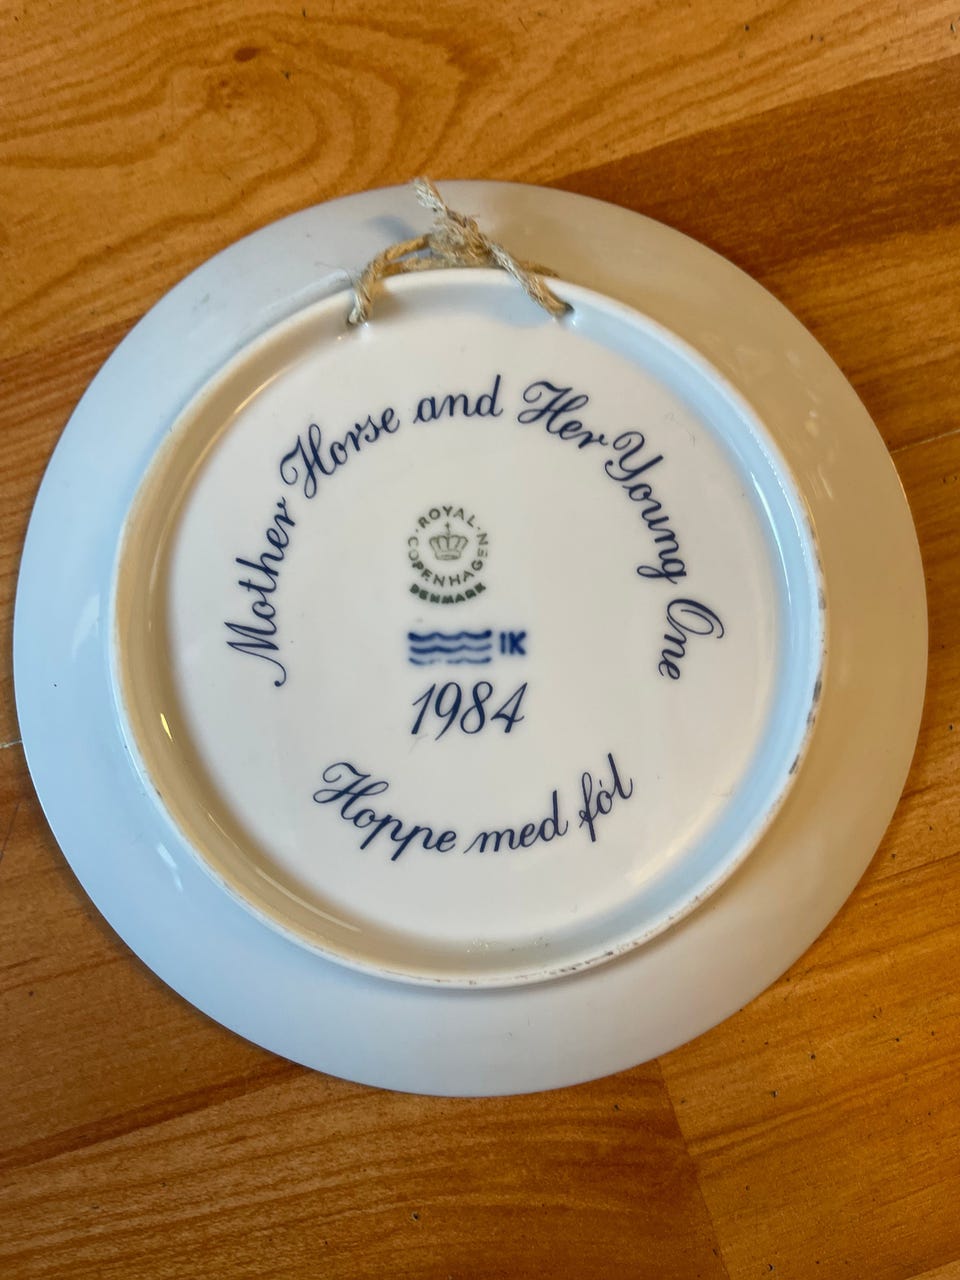 Mother Horse and Her Young One
ROYAL
COPENHAGEN
DENMARK
IK
1984
Hoppe med føl